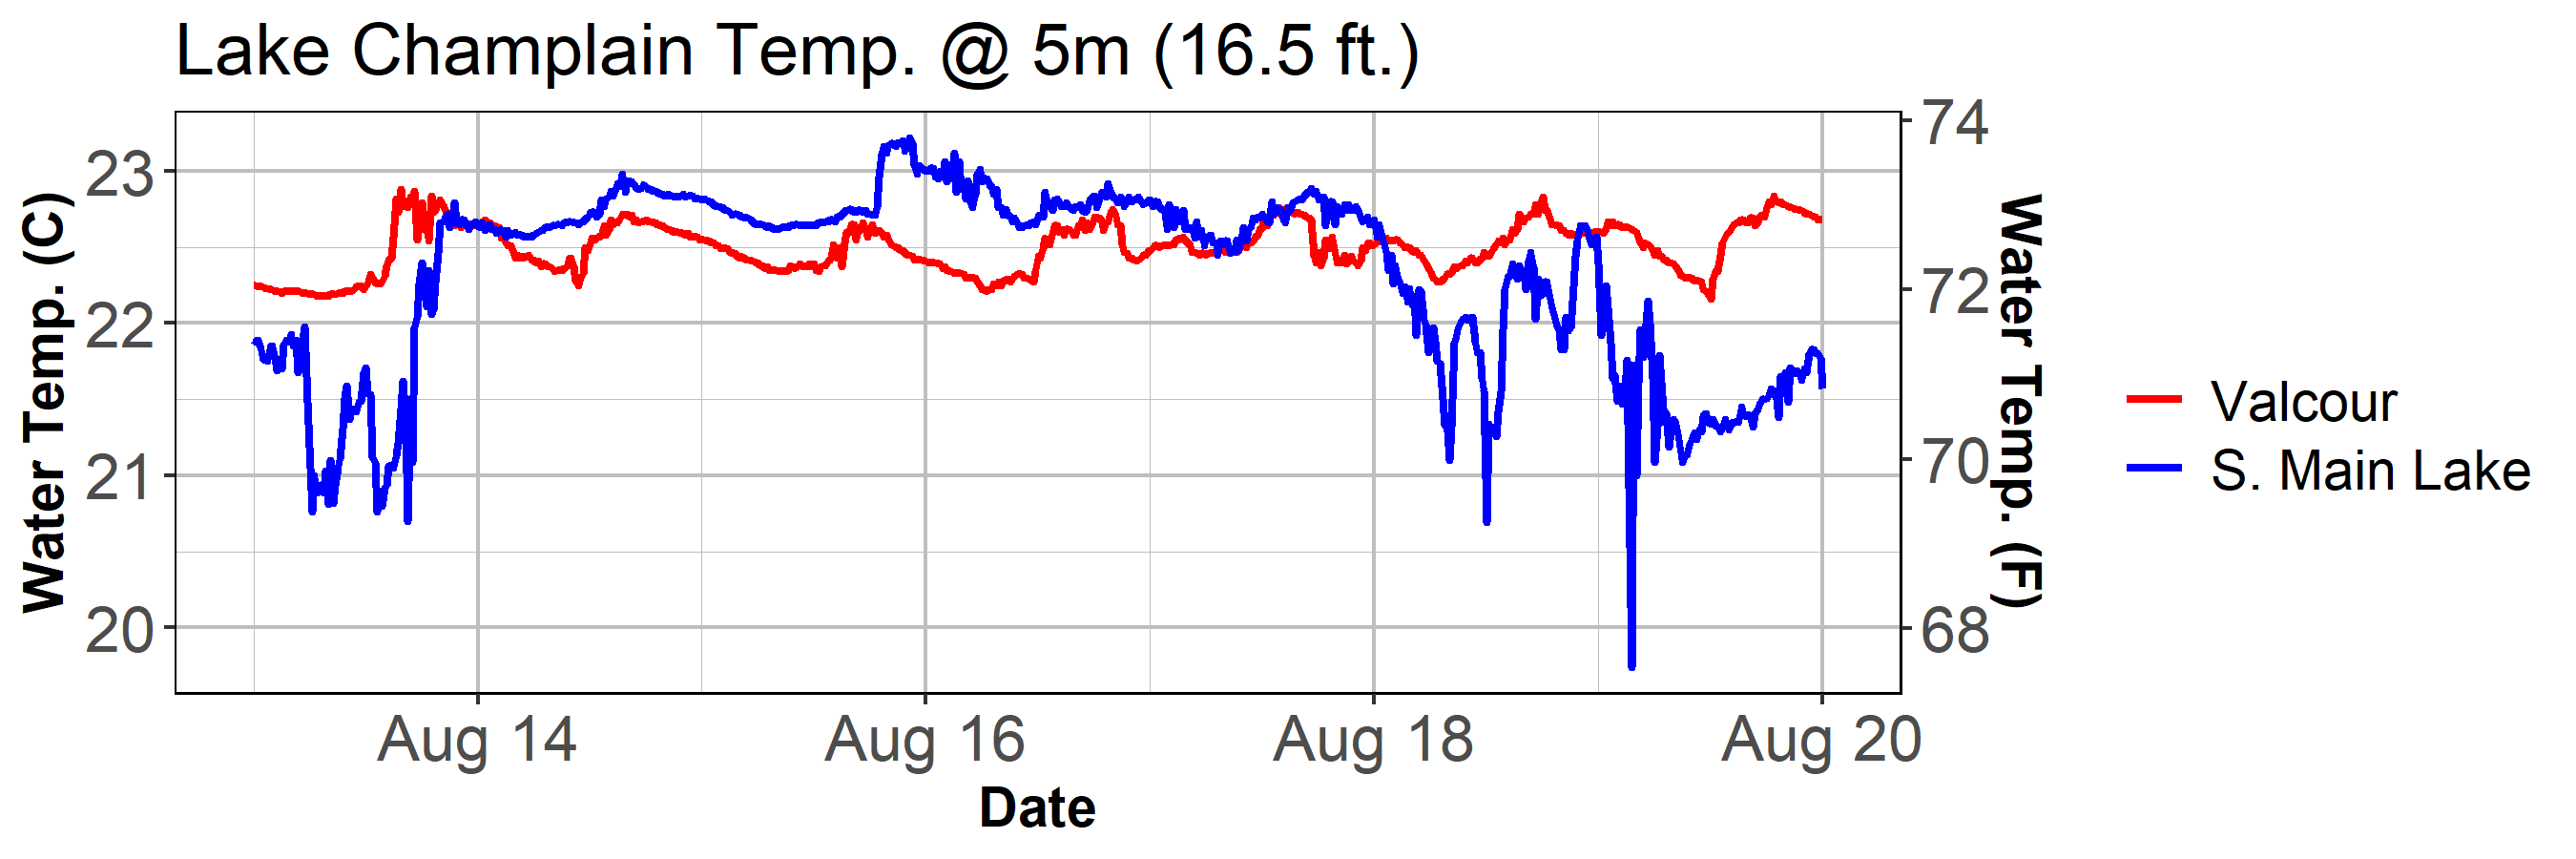 Lake Champlain Temp. @ 5m (16.5 ft.)
Water Temp. (C)
23
22
21
20
74
72
70
68
Water Temp. (F)
Aug 14
Aug 16
Aug 18
Aug 20
Date
Valcour
S. Main Lake